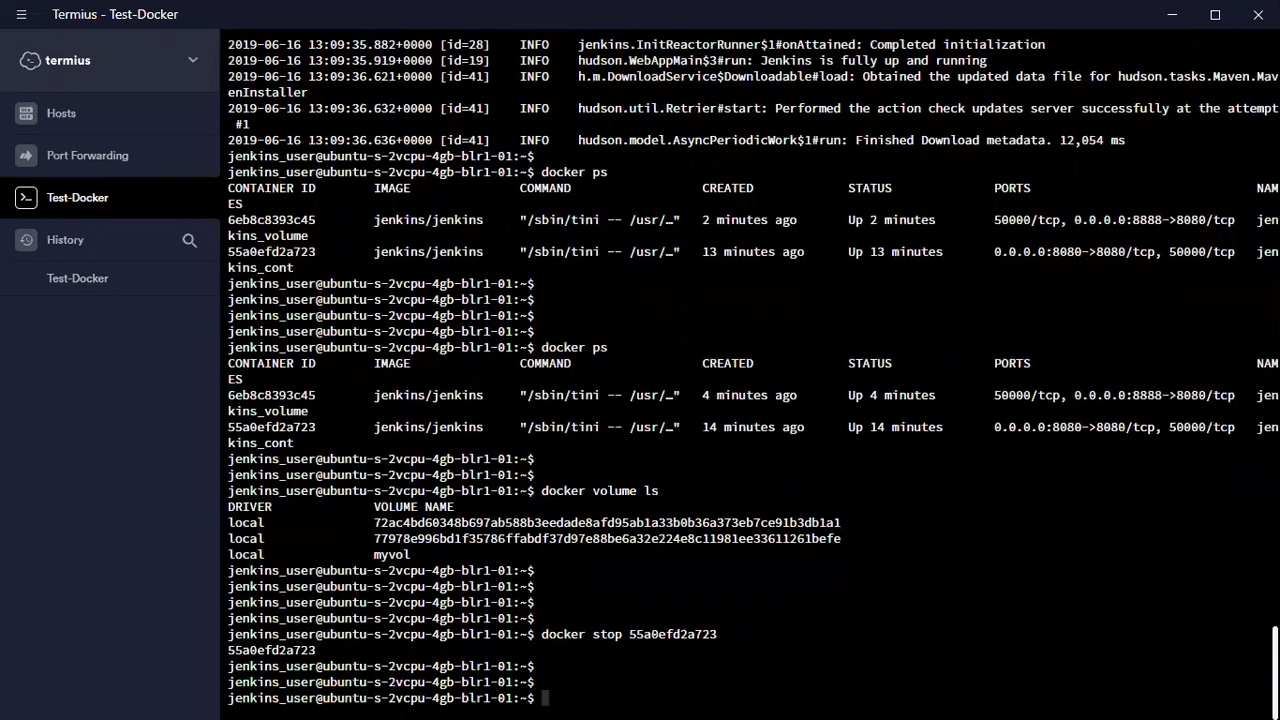 Termius - Test-Docker
termius
Hosts
Port Forwarding
Test-Docker
History
Test-Docker
2019-06-16 13:09:35.882+0000 [id=28] INFO jenkins.InitReactorRunner$1#onAttained: Completed initialization
2019-06-16 13:09:35.919+0000 [id=19] INFO hudson.WebAppMain$3#run: Jenkins is fully up and running
2019-06-16 13:09:36.621+0000 [id=41] INFO h.m.DownloadService$Downloadable#load: Obtained the updated data file for hudson.tasks.Maven.Mav
enInstaller
2019-06-16 13:09:36.632+0000 [id=41] INFO hudson.util.Retrier#start: Performed the action check updates server successfully at the attempt
#1
2019-06-16 13:09:36.636+0000 [id=41] INFO hudson.model.AsyncPeriodicWork$1#run: Finished Download metadata. 12,054 ms
jenkins_user@ubuntu-s-2vcpu-4gb-blr1-01:~$
jenkins_user@ubuntu-s-2vcpu-4gb-blr1-01:~$ docker ps
CONTAINER ID IMAGE COMMAND CREATED STATUS PORTS NAM
ES
6eb8c8393c45 jenkins/jenkins "/sbin/tini -- /usr/…" 2 minutes ago Up 2 minutes 50000/tcp, 0.0.0.0:8888->8080/tcp jen
kins_volume
55a0efd2a723 jenkins/jenkins "/sbin/tini -- /usr/…" 13 minutes ago Up 13 minutes 0.0.0.0:8080->8080/tcp, 50000/tcp jen
kins_cont
jenkins_user@ubuntu-s-2vcpu-4gb-blr1-01:~$
jenkins_user@ubuntu-s-2vcpu-4gb-blr1-01:~$
jenkins_user@ubuntu-s-2vcpu-4gb-blr1-01:~$
jenkins_user@ubuntu-s-2vcpu-4gb-blr1-01:~$
jenkins_user@ubuntu-s-2vcpu-4gb-blr1-01:~$ docker ps
CONTAINER ID IMAGE COMMAND CREATED STATUS PORTS NAM
ES
6eb8c8393c45 jenkins/jenkins "/sbin/tini -- /usr/…" 4 minutes ago Up 4 minutes 50000/tcp, 0.0.0.0:8888->8080/tcp jen
kins_volume
55a0efd2a723 jenkins/jenkins "/sbin/tini -- /usr/…" 14 minutes ago Up 14 minutes 0.0.0.0:8080->8080/tcp, 50000/tcp jen
kins_cont
jenkins_user@ubuntu-s-2vcpu-4gb-blr1-01:~$
jenkins_user@ubuntu-s-2vcpu-4gb-blr1-01:~$
jenkins_user@ubuntu-s-2vcpu-4gb-blr1-01:~$ docker volume ls
DRIVER VOLUME NAME
local 72ac4bd60348b697ab588b3eedade8afd95ab1a33b0b36a373eb7ce91b3db1a1
local 77978e996bd1f35786ffabdf37d97e88be6a32e224e8c11981ee33611261befe
local myvol
jenkins_user@ubuntu-s-2vcpu-4gb-blr1-01:~$
jenkins_user@ubuntu-s-2vcpu-4gb-blr1-01:~$
jenkins_user@ubuntu-s-2vcpu-4gb-blr1-01:~$
jenkins_user@ubuntu-s-2vcpu-4gb-blr1-01:~$
jenkins_user@ubuntu-s-2vcpu-4gb-blr1-01:~$ docker stop 55a0efd2a723
55a0efd2a723
jenkins_user@ubuntu-s-2vcpu-4gb-blr1-01:~$
jenkins_user@ubuntu-s-2vcpu-4gb-blr1-01:~$
jenkins_user@ubuntu-s-2vcpu-4gb-blr1-01:~$